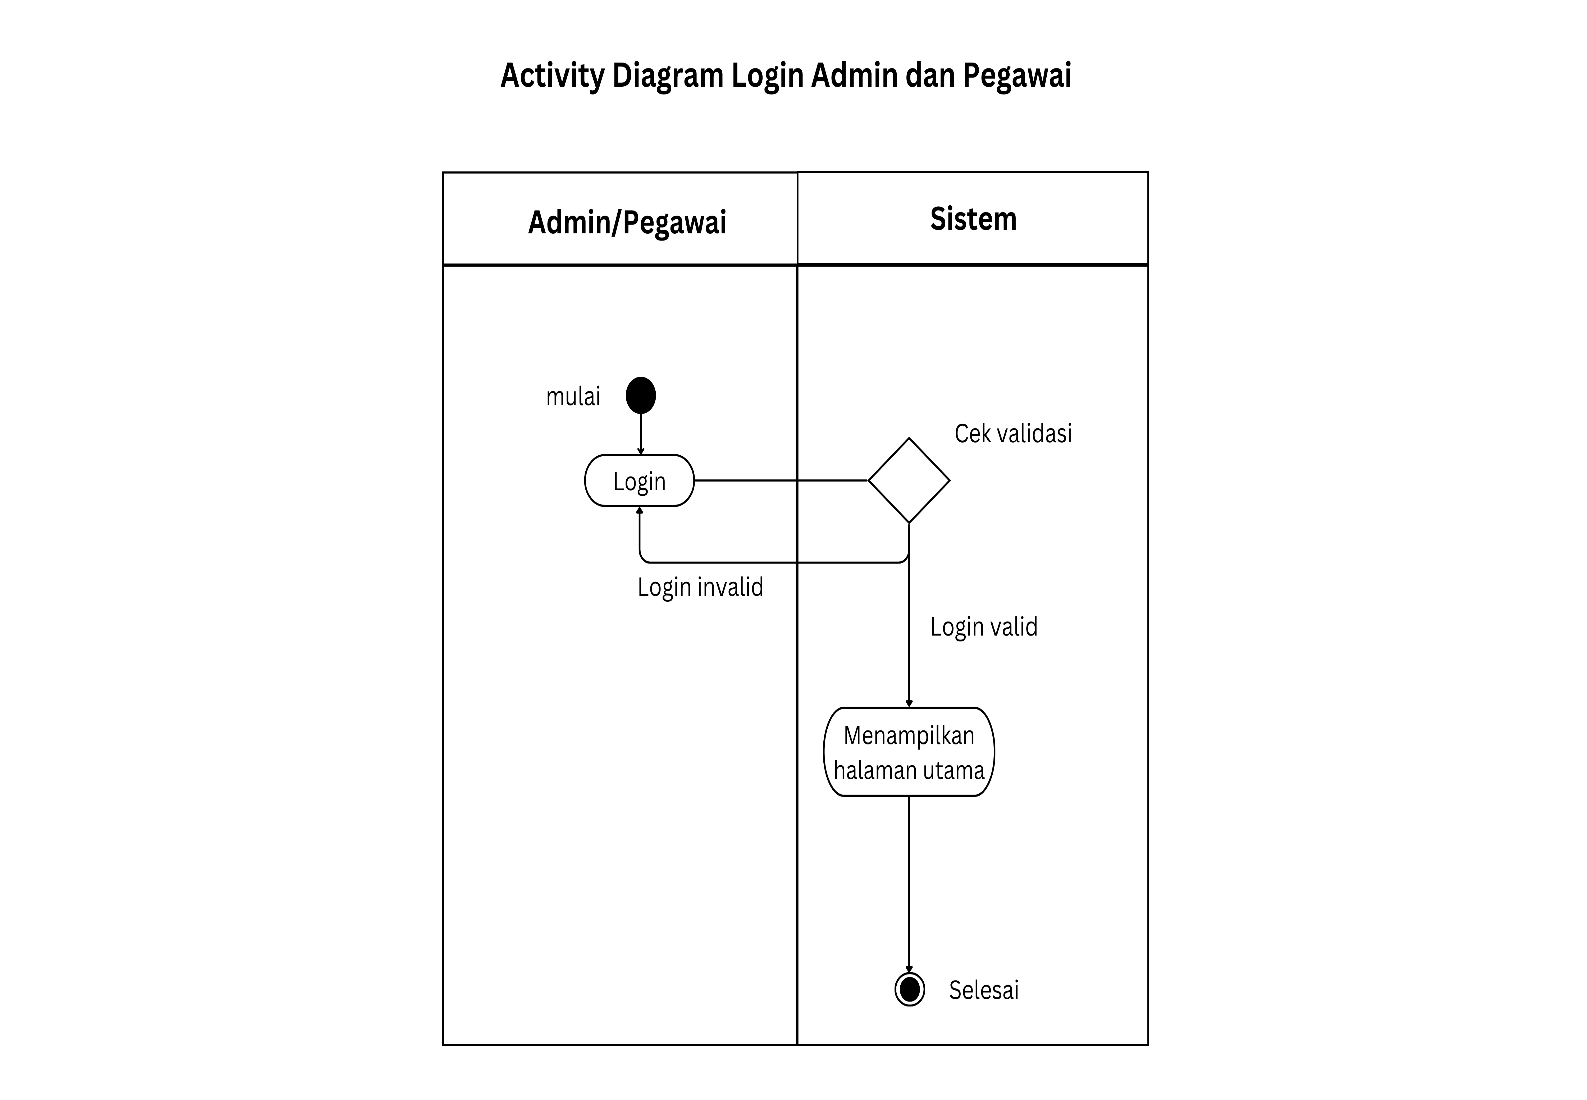 Activity Diagram Login Admin dan Pegawai
Admin/Pegawai
Sistem
mulai
Cek validasi
Login
Login invalid
Login valid
Menampilkan
halaman utama
Selesai